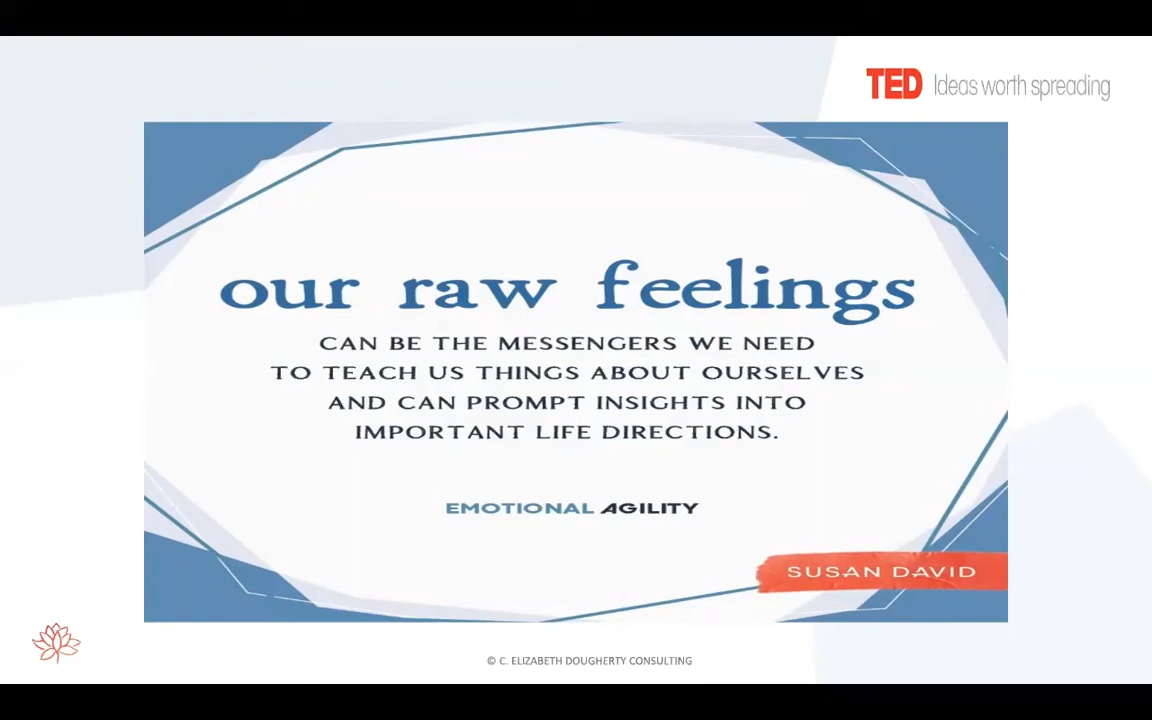 TED Ideas worth spreading
our raw feelings
CAN BE THE MESSENGERS WE NEED
TO TEACH US THINGS ABOUT OURSELVES
AND CAN PROMPT INSIGHTS INTO
IMPORTANT LIFE DIRECTIONS.
EMOTIONAL AGILITY
SUSAN DAVID
© C. ELIZABETH DOUGHERTY CONSULTING